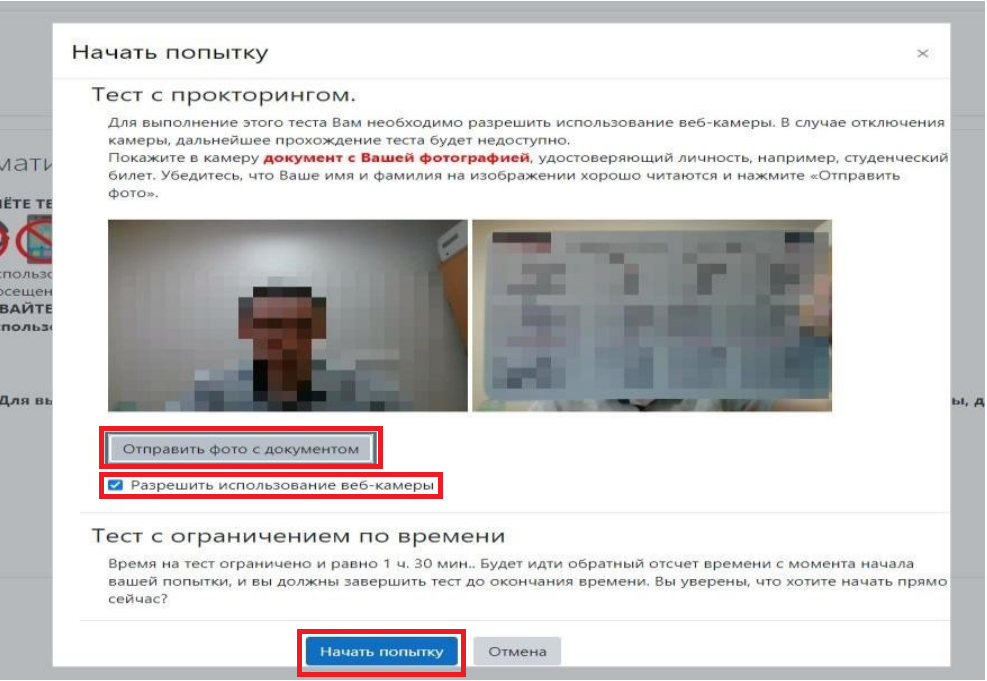 Начать попытку
×
Тест с прокторингом.
Для выполнение этого теста Вам необходимо разрешить использование веб-камеры. В случае отключения
камеры, дальнейшее прохождение теста будет недоступно.
Покажите в камеру документ с Вашей фотографией, удостоверяющий личность, например, студенческий
билет. Убедитесь, что Ваше имя и фамилия на изображении хорошо читаются и нажмите «Отправить
фото».
мати
ЧЁТЕ ТЕ
спольз
осещен
ВАЙТЕ
спольз
Для вы
ы, д
Отправить фото с документом
Разрешить использование веб-камеры
Тест с ограничением по времени
Время на тест ограничено и равно 1 ч. 30 мин.. Будет идти обратный отсчет времени с момента начала
вашей попытки, и вы должны завершить тест до окончания времени. Вы уверены, что хотите начать прямо
сейчас?
Начать попытку
Отмена